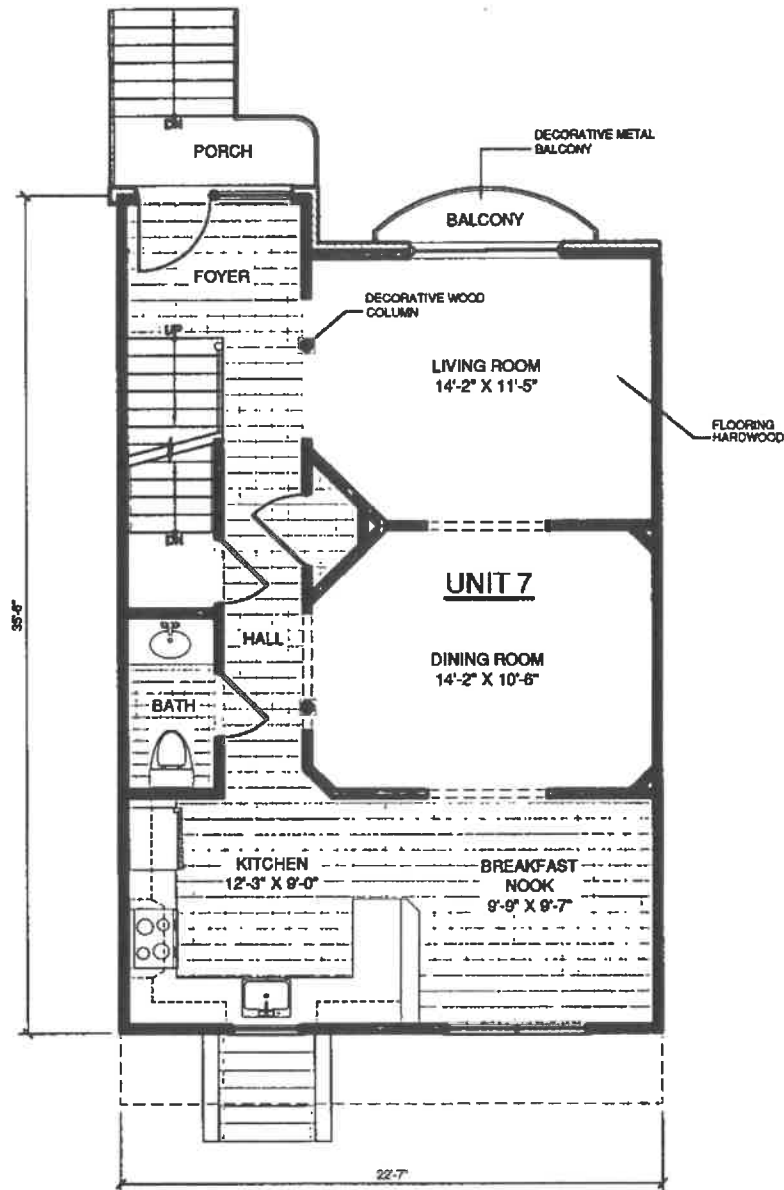 DN
PORCH
DECORATIVE METAL
BALCONY
BALCONY
FOYER
DECORATIVE WOOD
COLUMN
UP
LIVING ROOM
14'-2" X 11'-5"
FLOORING
HARDWOOD
DN
UNIT 7
35'-6"
HALL
DINING ROOM
14'-2" X 10'-6"
BATH
KITCHEN
12'-3" X 9'-0"
BREAKFAST
NOOK
9'-9" X 9'-7"
22'-7"